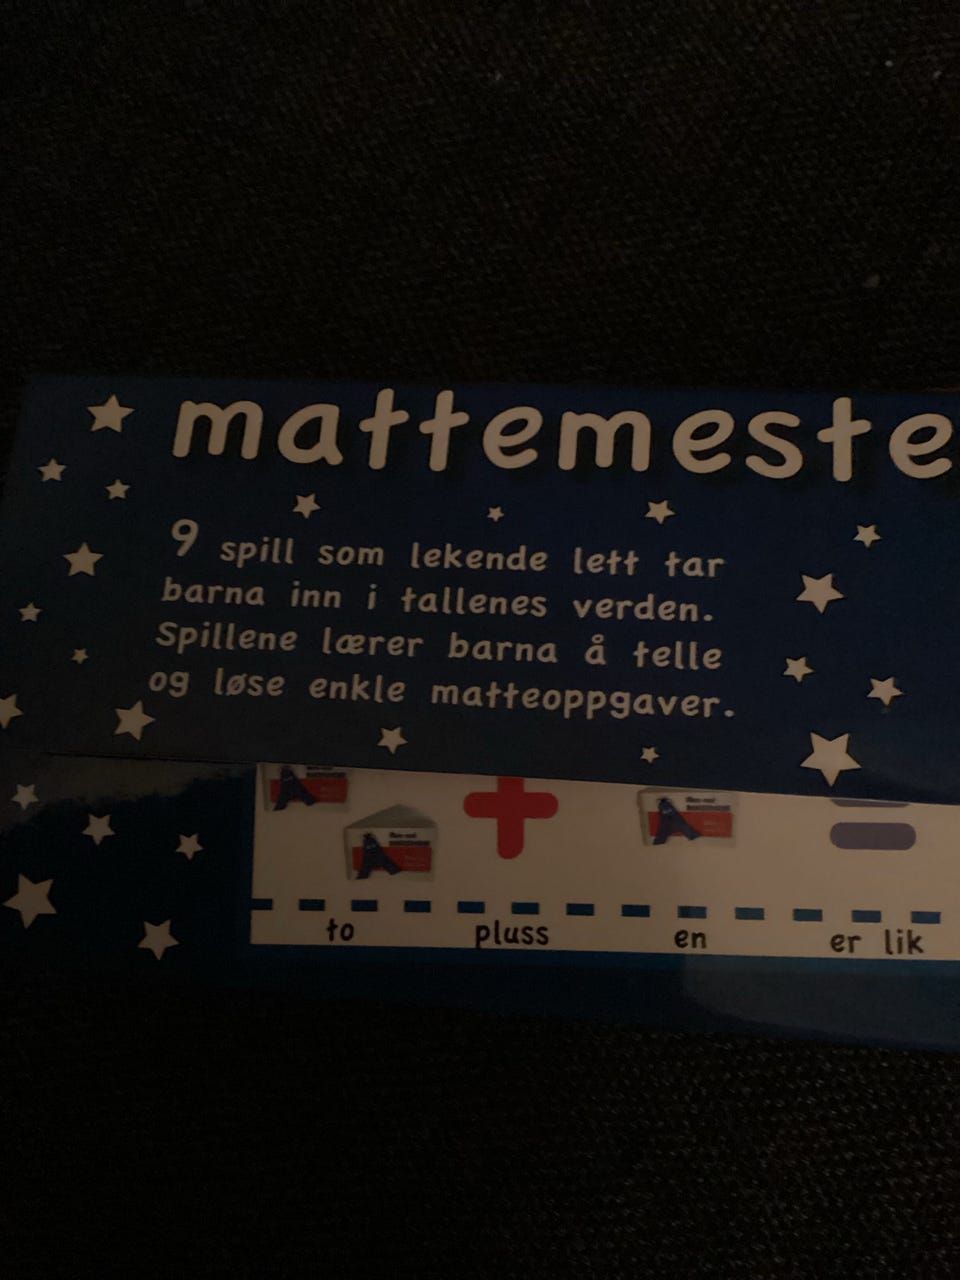 mattemeste
9 spill som lekende lett tar
barna inn i tallenes verden.
Spillene lærer barna å telle
og løse enkle matteoppgaver.
to pluss en er lik